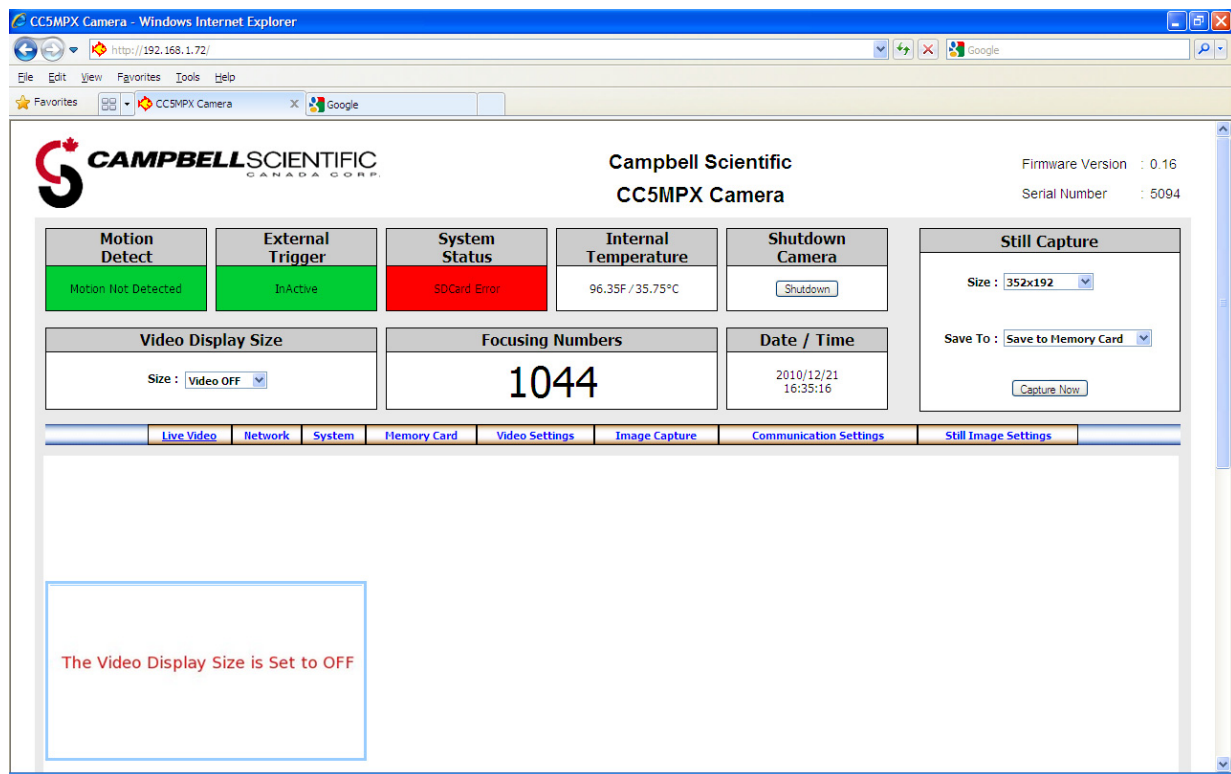 CC5MPX Camera - Windows Internet Explorer
http://192.168.1.72/
Google
File Edit View Favorites Tools Help
Favorites
CC5MPX Camera
Google
CAMPBELLSCIENTIFIC
CANADA CORP.
Campbell Scientific
CC5MPX Camera
Firmware Version : 0.16
Serial Number : 5094
Motion
Detect
Motion Not Detected
External
Trigger
InActive
System
Status
SDCard Error
Internal
Temperature
96.35F / 35.75°C
Shutdown
Camera
Shutdown
Still Capture
Size : 352x192
Save To : Save to Memory Card
Capture Now
Video Display Size
Size : Video OFF
Focusing Numbers
1044
Date / Time
2010/12/21
16:35:16
Live Video Network System Memory Card Video Settings Image Capture Communication Settings Still Image Settings
The Video Display Size is Set to OFF